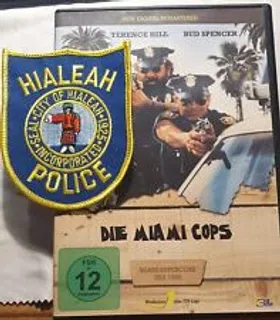 NEW DIGITAL REMASTERED
TERENCE HILL BUD SPENCER
HIALEAH
SEAL·CITY OF HIALEAH·1925
INCORPORATED
POLICE
DIE MIAMI COPS
FSK
12